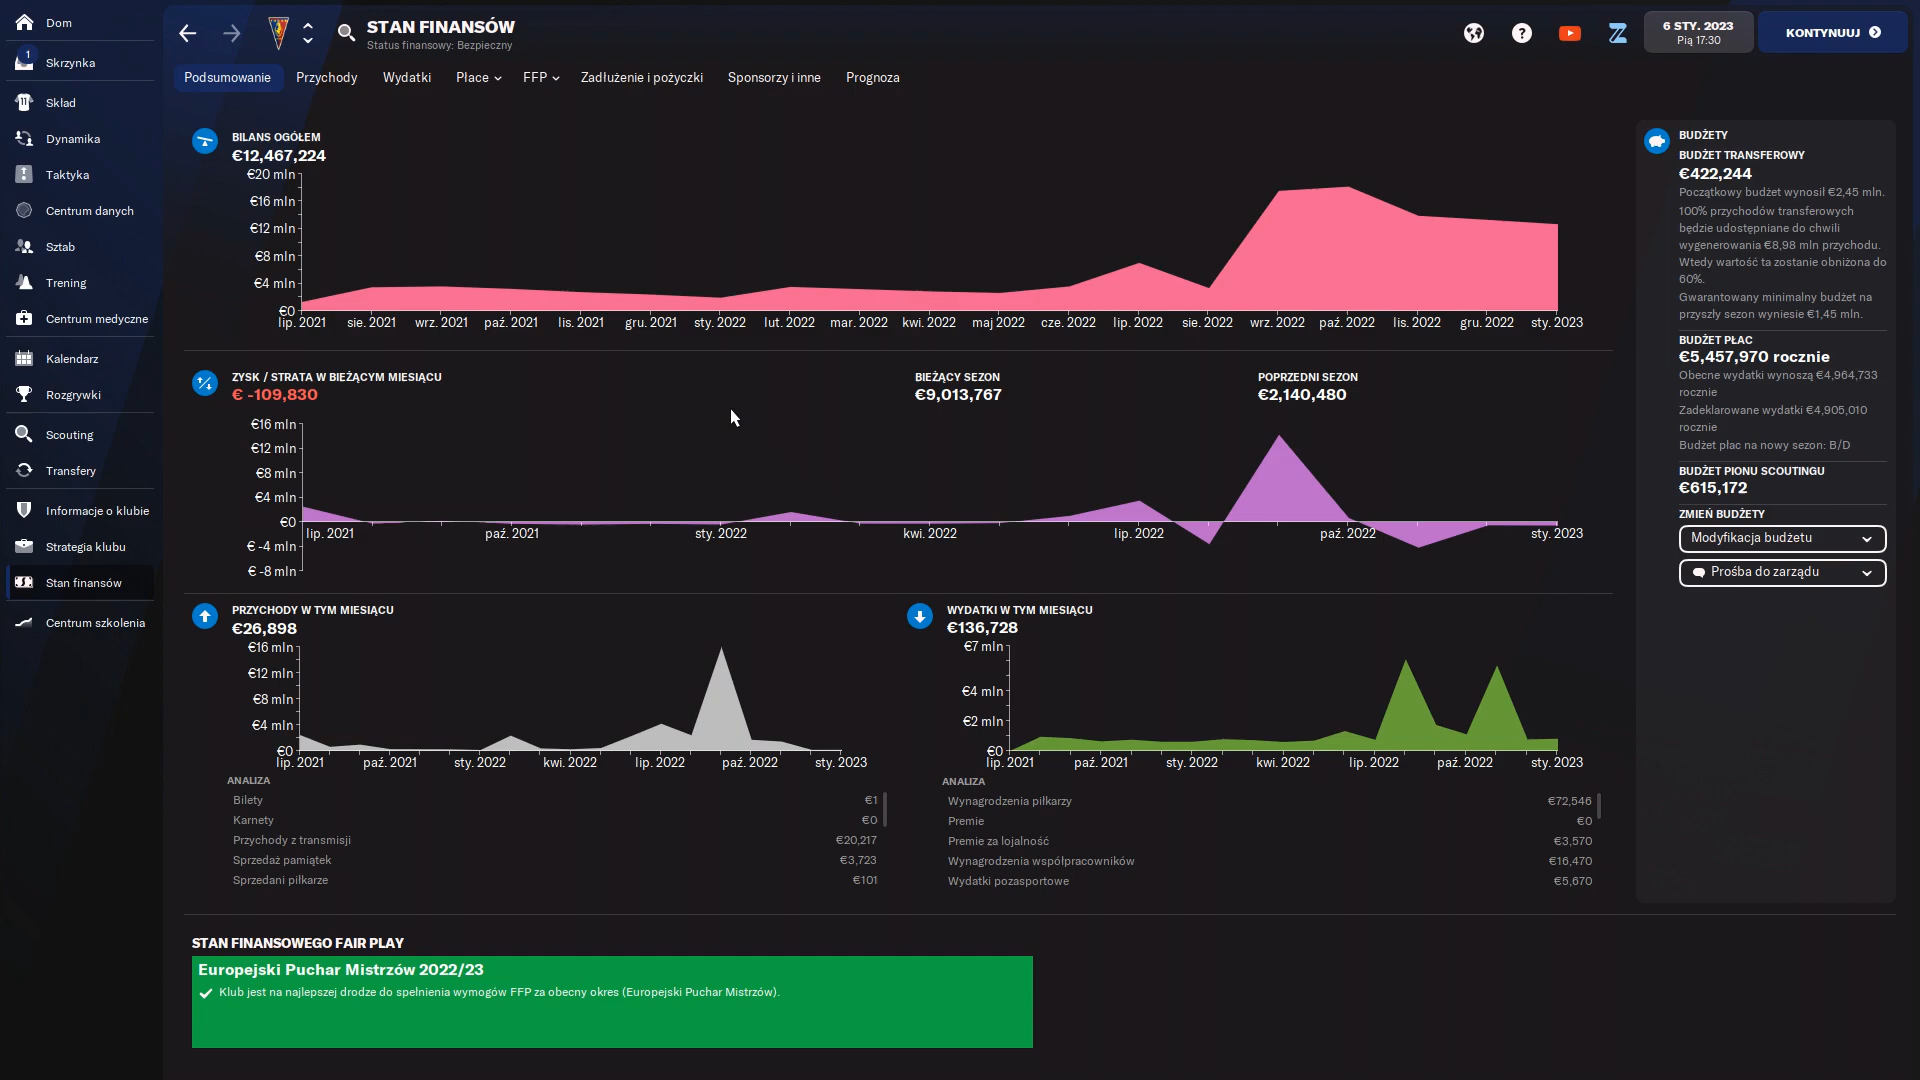 Dom
1
Skrzynka
Skład
Dynamika
Taktyka
Centrum danych
Sztab
Trening
Centrum medyczne
Kalendarz
Rozgrywki
Scouting
Transfery
Informacje o klubie
Strategia klubu
Stan finansów
Centrum szkolenia
STAN FINANSÓW
Status finansowy: Bezpieczny
6 STY. 2023
Pią 17:30
KONTYNUUJ
Podsumowanie
Przychody
Wydatki
Płace
FFP
Zadłużenie i pożyczki
Sponsorzy i inne
Prognoza
BILANS OGÓŁEM
€12,467,224
€20 mln
€16 mln
€12 mln
€8 mln
€4 mln
€0
lip. 2021 sie. 2021 wrz. 2021 paź. 2021 lis. 2021 gru. 2021 sty. 2022 lut. 2022 mar. 2022 kwi. 2022 maj 2022 cze. 2022 lip. 2022 sie. 2022 wrz. 2022 paź. 2022 lis. 2022 gru. 2022 sty. 2023
ZYSK / STRATA W BIEŻĄCYM MIESIĄCU
€ -109,830
BIEŻĄCY SEZON
€9,013,767
POPRZEDNI SEZON
€2,140,480
€16 mln
€12 mln
€8 mln
€4 mln
€0
€ -4 mln
€ -8 mln
lip. 2021 paź. 2021 sty. 2022 kwi. 2022 lip. 2022 paź. 2022 sty. 2023
PRZYCHODY W TYM MIESIĄCU
€26,898
€16 mln
€12 mln
€8 mln
€4 mln
€0
lip. 2021 paź. 2021 sty. 2022 kwi. 2022 lip. 2022 paź. 2022 sty. 2023
ANALIZA
Bilety €1
Karnety €0
Przychody z transmisji €20,217
Sprzedaż pamiątek €3,723
Sprzedani piłkarze €101
WYDATKI W TYM MIESIĄCU
€136,728
€7 mln
€4 mln
€2 mln
€0
lip. 2021 paź. 2021 sty. 2022 kwi. 2022 lip. 2022 paź. 2022 sty. 2023
ANALIZA
Wynagrodzenia piłkarzy €72,546
Premie €0
Premie za lojalność €3,570
Wynagrodzenia współpracowników €16,470
Wydatki pozasportowe €5,670
BUDŻETY
BUDŻET TRANSFEROWY
€422,244
Początkowy budżet wynosił €2,45 mln.
100% przychodów transferowych
będzie udostępniane do chwili
wygenerowania €8,98 mln przychodu.
Wtedy wartość ta zostanie obniżona do
60%.
Gwarantowany minimalny budżet na
przyszły sezon wyniesie €1,45 mln.
BUDŻET PŁAC
€5,457,970 rocznie
Obecne wydatki wynoszą €4,964,733
rocznie
Zadeklarowane wydatki €4,905,010
rocznie
Budżet płac na nowy sezon: B/D
BUDŻET PIONU SCOUTINGU
€615,172
ZMIEŃ BUDŻETY
Modyfikacja budżetu
Prośba do zarządu
STAN FINANSOWEGO FAIR PLAY
Europejski Puchar Mistrzów 2022/23
Klub jest na najlepszej drodze do spełnienia wymogów FFP za obecny okres (Europejski Puchar Mistrzów).